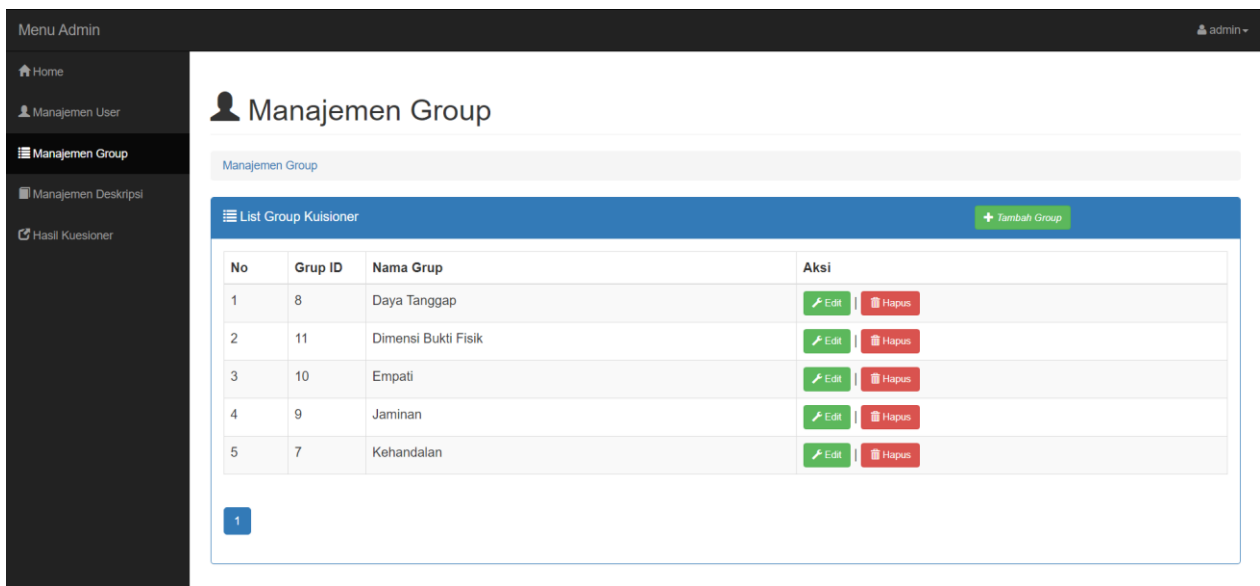 Menu Admin
admin
Home
Manajemen User
Manajemen Group
Manajemen Deskripsi
Hasil Kuesioner
Manajemen Group
Manajemen Group
List Group Kuisioner
Tambah Group
No Grup ID Nama Grup Aksi
1 8 Daya Tanggap Edit | Hapus
2 11 Dimensi Bukti Fisik Edit | Hapus
3 10 Empati Edit | Hapus
4 9 Jaminan Edit | Hapus
5 7 Kehandalan Edit | Hapus
1